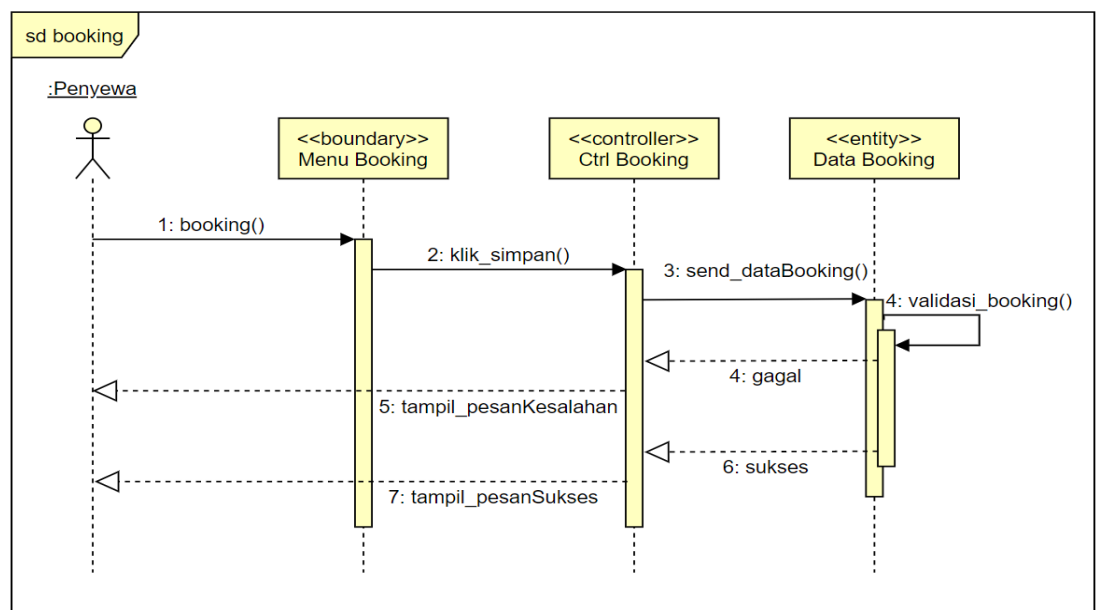 sd booking
:Penyewa
<<boundary>>
Menu Booking
<<controller>>
Ctrl Booking
<<entity>>
Data Booking
1: booking()
2: klik_simpan()
3: send_dataBooking()
4: validasi_booking()
4: gagal
5: tampil_pesanKesalahan
6: sukses
7: tampil_pesanSukses